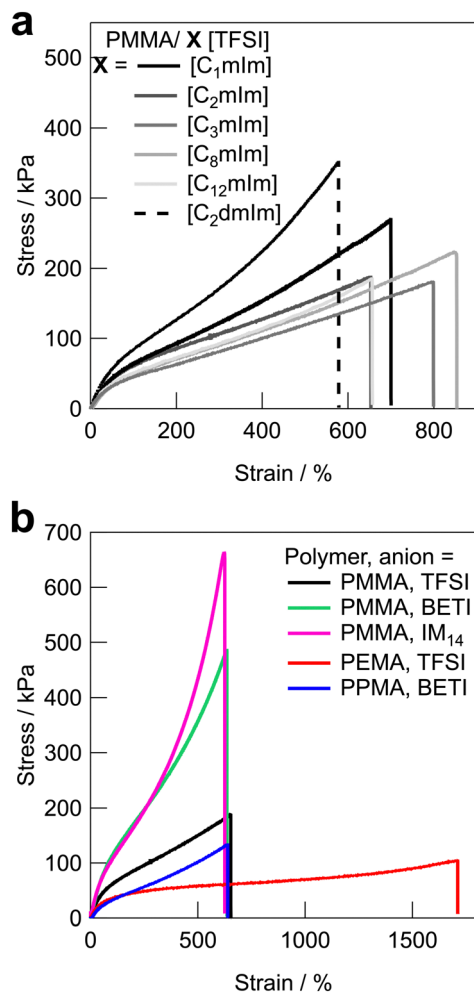 a
PMMA/ X [TFSI]
X = [C₁mIm]
[C₂mIm]
[C₃mIm]
[C₈mIm]
[C₁₂mIm]
[C₂dmIm]
500
400
300
200
100
0
Stress / kPa
0 200 400 600 800
Strain / %
b
Polymer, anion =
PMMA, TFSI
PMMA, BETI
PMMA, IM₁₄
PEMA, TFSI
PPMA, BETI
700
600
500
400
300
200
100
0
Stress / kPa
0 500 1000 1500
Strain / %